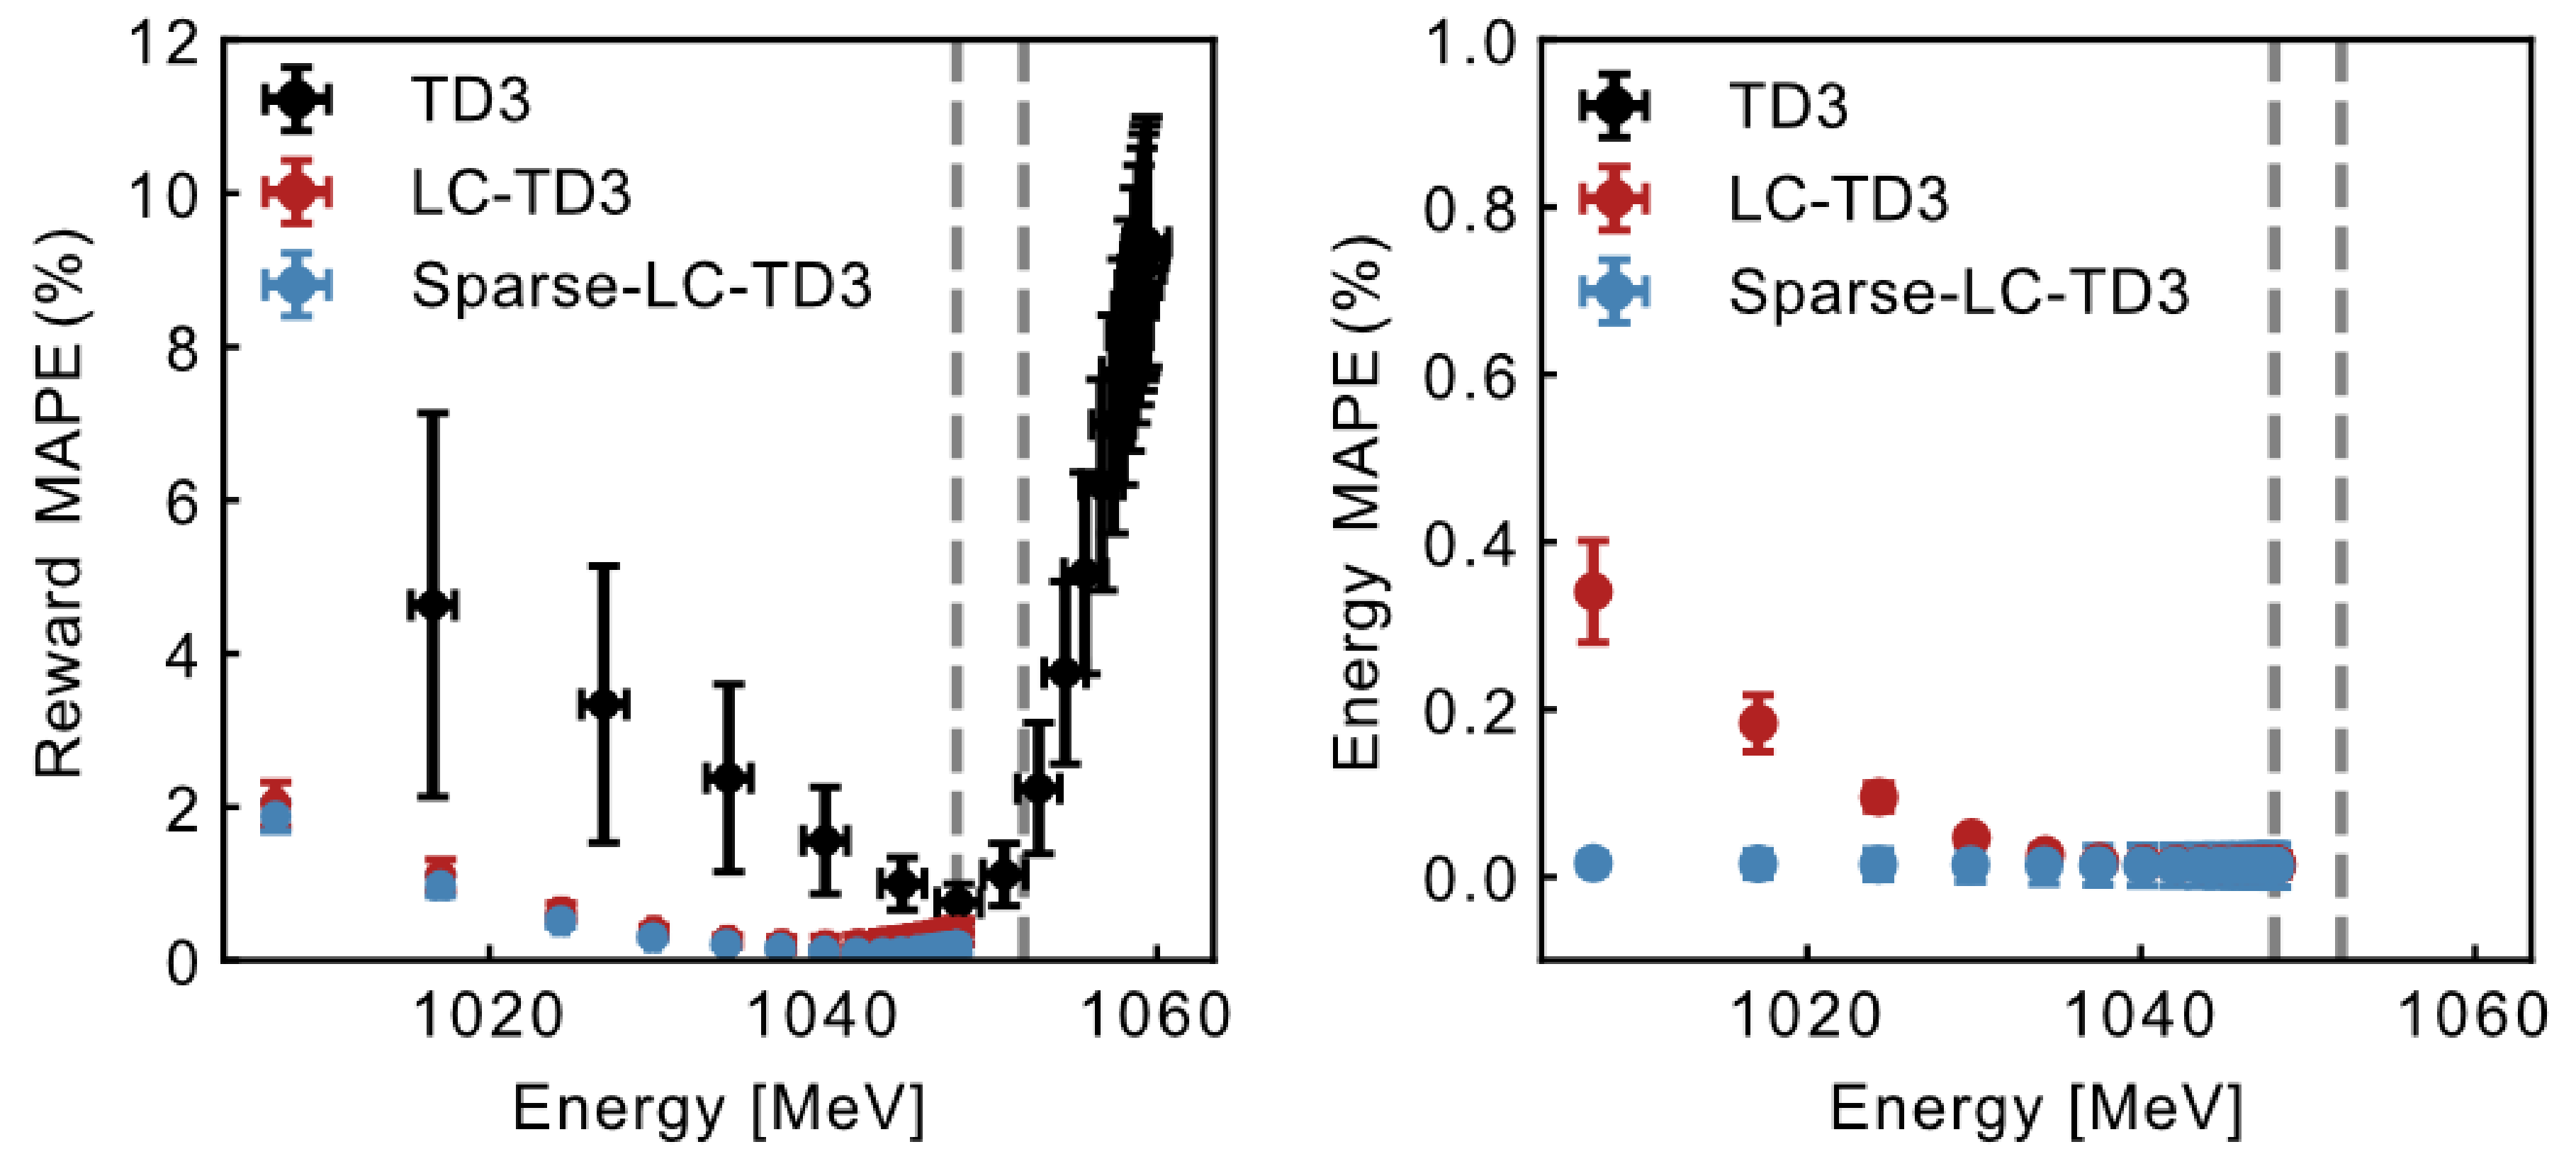 12
10
8
6
4
2
0
Reward MAPE (%)
TD3
LC-TD3
Sparse-LC-TD3
1020 1040 1060
Energy [MeV]
1.0
0.8
0.6
0.4
0.2
0.0
Energy MAPE (%)
TD3
LC-TD3
Sparse-LC-TD3
1020 1040 1060
Energy [MeV]